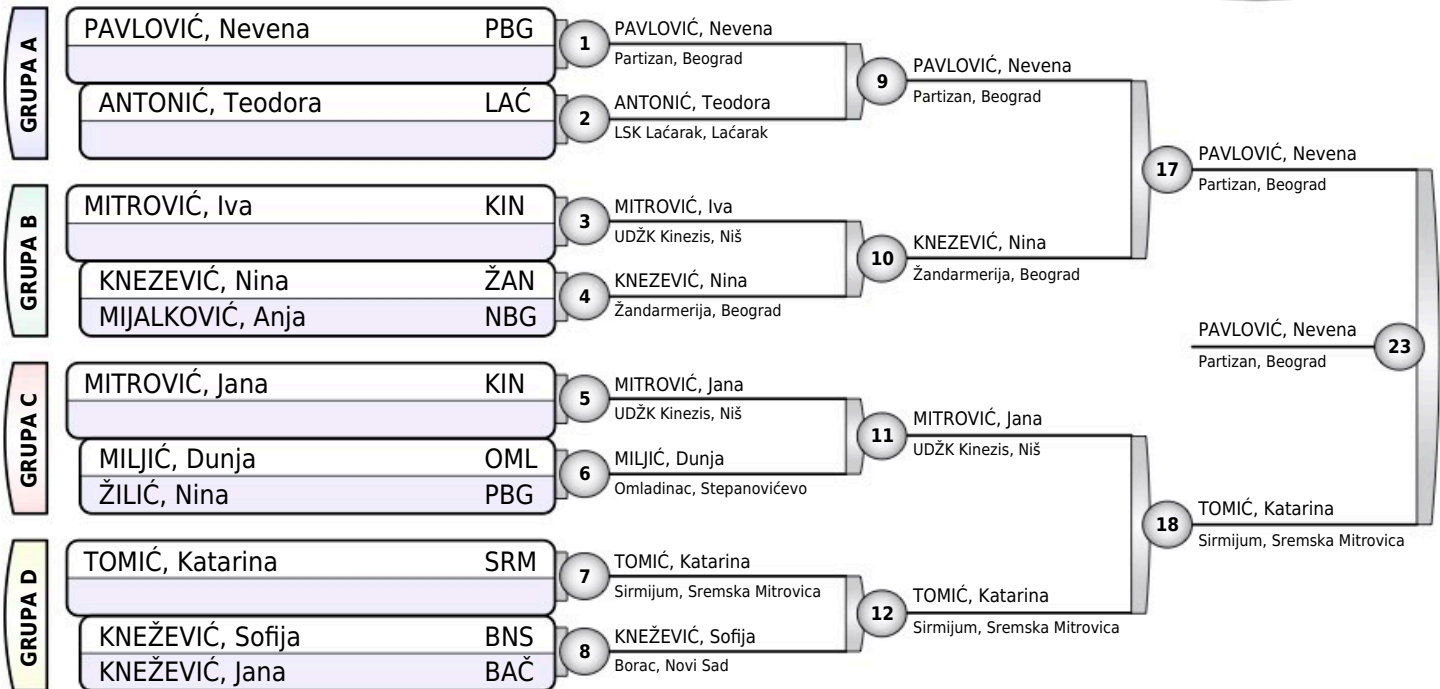 GRUPA A
PAVLOVIĆ, Nevena PBG
ANTONIĆ, Teodora LAĆ
GRUPA B
MITROVIĆ, Iva KIN
KNEZEVIĆ, Nina ŽAN
MIJALKOVIĆ, Anja NBG
GRUPA C
MITROVIĆ, Jana KIN
MILJIĆ, Dunja OML
ŽILIĆ, Nina PBG
GRUPA D
TOMIĆ, Katarina SRM
KNEŽEVIĆ, Sofija BNS
KNEŽEVIĆ, Jana BAČ
1
PAVLOVIĆ, Nevena
Partizan, Beograd
2
ANTONIĆ, Teodora
LSK Laćarak, Laćarak
3
MITROVIĆ, Iva
UDŽK Kinezis, Niš
4
KNEZEVIĆ, Nina
Žandarmerija, Beograd
5
MITROVIĆ, Jana
UDŽK Kinezis, Niš
6
MILJIĆ, Dunja
Omladinac, Stepanovićevo
7
TOMIĆ, Katarina
Sirmijum, Sremska Mitrovica
8
KNEŽEVIĆ, Sofija
Borac, Novi Sad
9
PAVLOVIĆ, Nevena
Partizan, Beograd
10
KNEZEVIĆ, Nina
Žandarmerija, Beograd
11
MITROVIĆ, Jana
UDŽK Kinezis, Niš
12
TOMIĆ, Katarina
Sirmijum, Sremska Mitrovica
17
PAVLOVIĆ, Nevena
Partizan, Beograd
18
TOMIĆ, Katarina
Sirmijum, Sremska Mitrovica
PAVLOVIĆ, Nevena
Partizan, Beograd
23